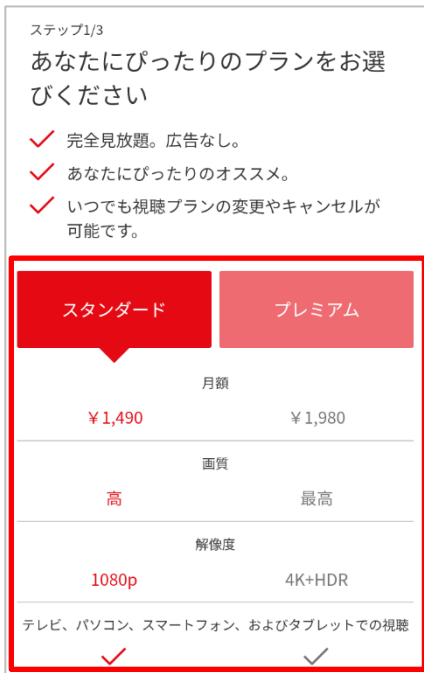 ステップ1/3
あなたにぴったりのプランをお選
びください
完全見放題。広告なし。
あなたにぴったりのオススメ。
いつでも視聴プランの変更やキャンセルが
可能です。
スタンダード プレミアム
月額
￥1,490 ￥1,980
画質
高 最高
解像度
1080p 4K+HDR
テレビ、パソコン、スマートフォン、およびタブレットでの視聴